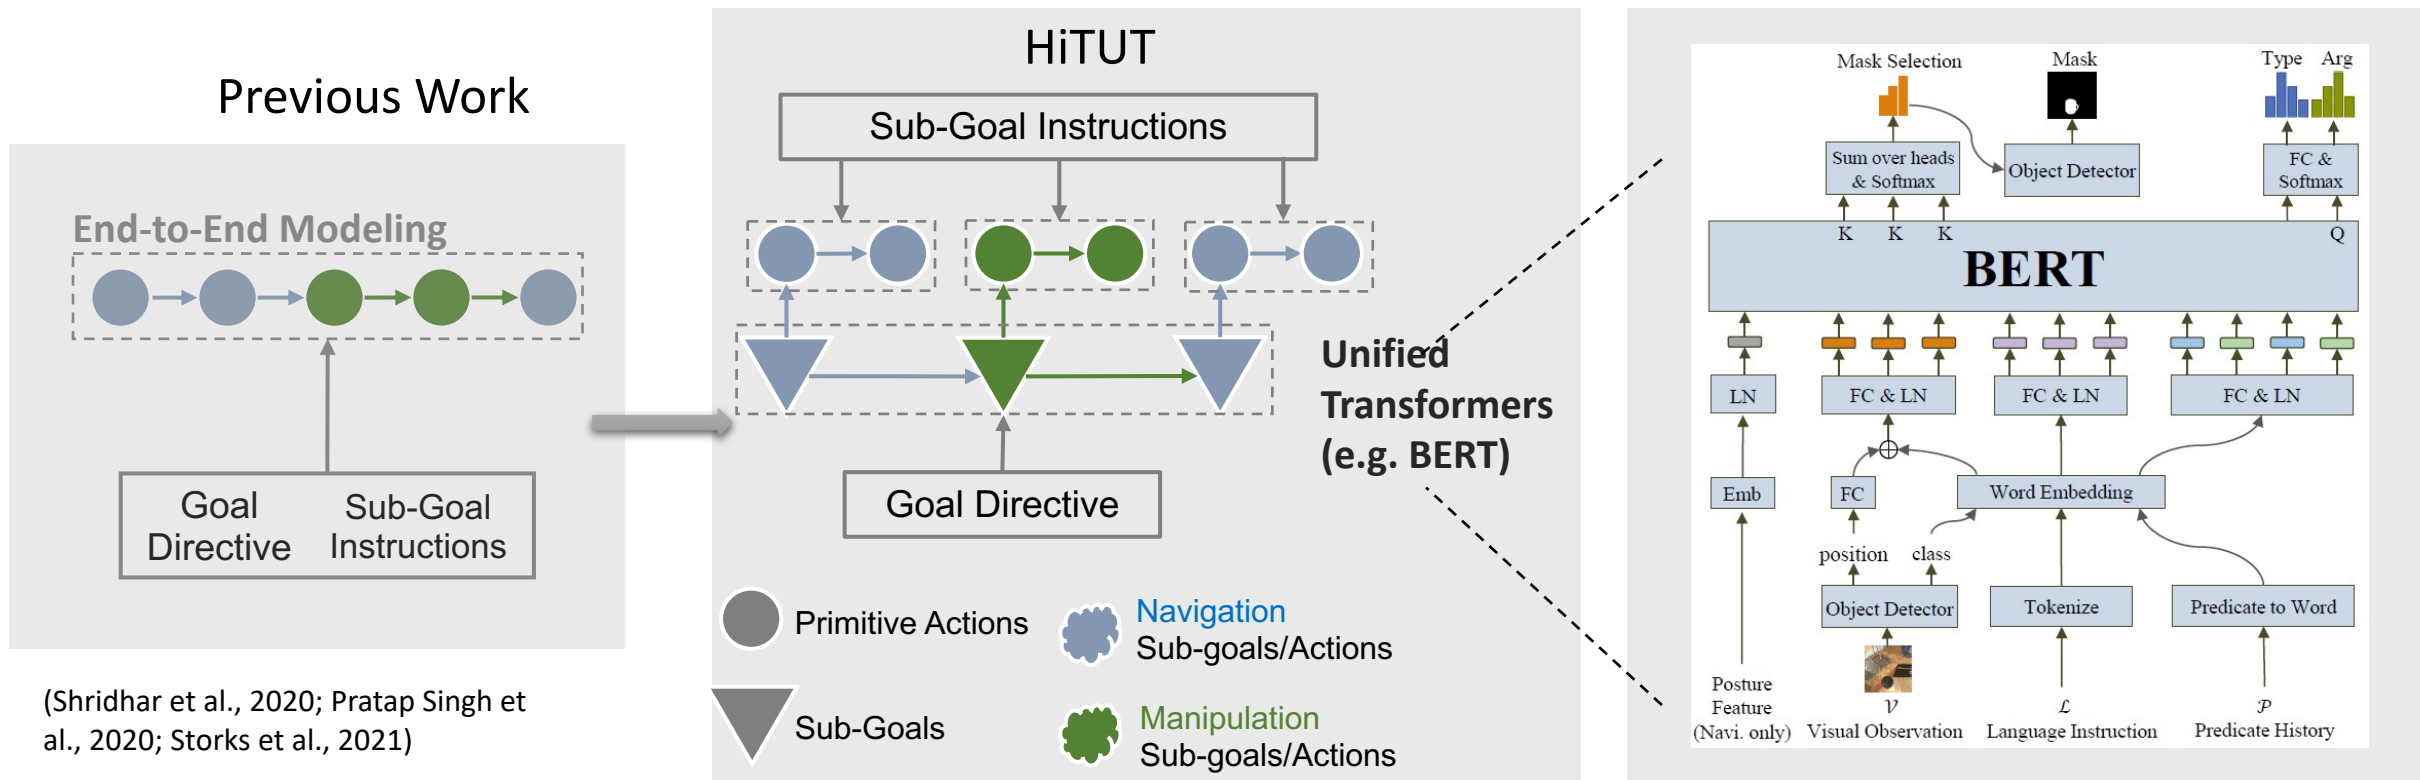 Previous Work
End-to-End Modeling
Goal
Directive
Sub-Goal
Instructions
(Shridhar et al., 2020; Pratap Singh et
al., 2020; Storks et al., 2021)
HiTUT
Sub-Goal Instructions
Goal Directive
Primitive Actions
Navigation
Sub-goals/Actions
Sub-Goals
Manipulation
Sub-goals/Actions
Unified
Transformers
(e.g. BERT)
Mask Selection
Mask
Type
Arg
Sum over heads
& Softmax
Object Detector
FC &
Softmax
K
K
K
Q
BERT
LN
FC & LN
FC & LN
FC & LN
Emb
FC
Word Embedding
position
class
Object Detector
Tokenize
Predicate to Word
Posture
Feature
(Navi. only)
𝒱
Visual Observation
ℒ
Language Instruction
𝒫
Predicate History